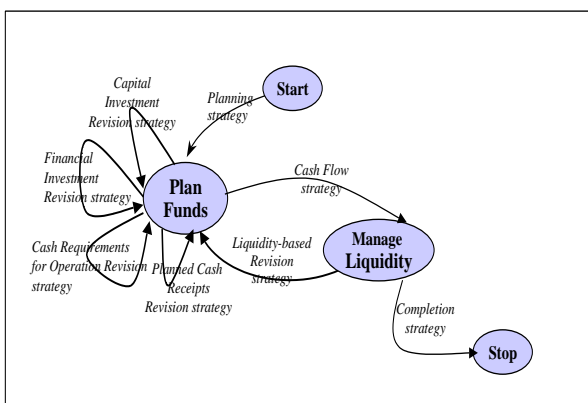 Capital
Investment
Revision strategy
Planning
strategy
Start
Financial
Investment
Revision strategy
Plan
Funds
Cash Flow
strategy
Cash Requirements
for Operation Revision
strategy
Planned Cash
Receipts
Revision strategy
Liquidity-based
Revision
strategy
Manage
Liquidity
Completion
strategy
Stop